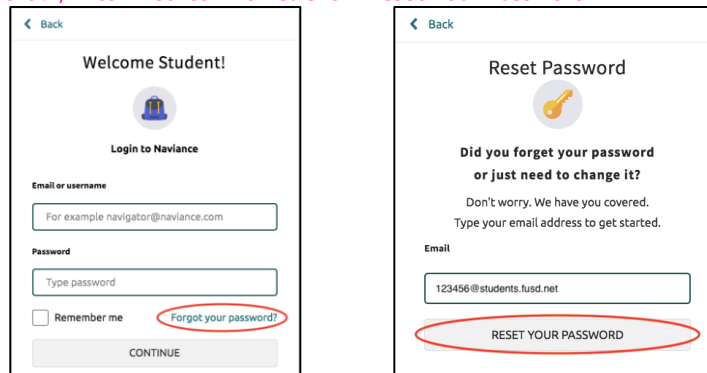 Back
Welcome Student!
Login to Naviance
Email or username
For example navigator@naviance.com
Password
Type password
Remember me Forgot your password?
CONTINUE
Back
Reset Password
Did you forget your password
or just need to change it?
Don't worry. We have you covered.
Type your email address to get started.
Email
123456@students.fusd.net
RESET YOUR PASSWORD